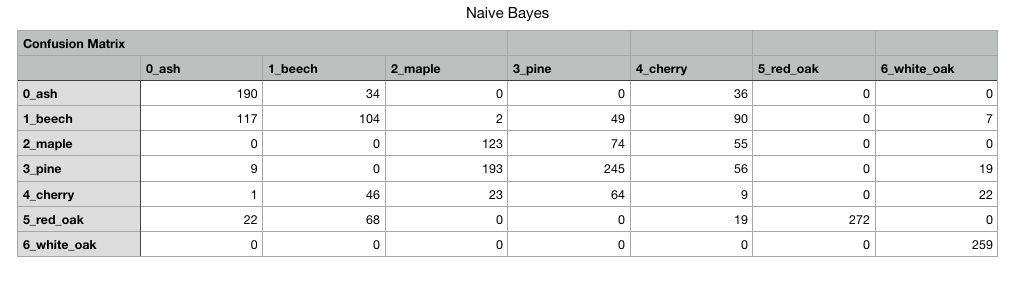 Naive Bayes
Confusion Matrix
0_ash 1_beech 2_maple 3_pine 4_cherry 5_red_oak 6_white_oak
0_ash 190 34 0 0 36 0 0
1_beech 117 104 2 49 90 0 7
2_maple 0 0 123 74 55 0 0
3_pine 9 0 193 245 56 0 19
4_cherry 1 46 23 64 9 0 22
5_red_oak 22 68 0 0 19 272 0
6_white_oak 0 0 0 0 0 0 259